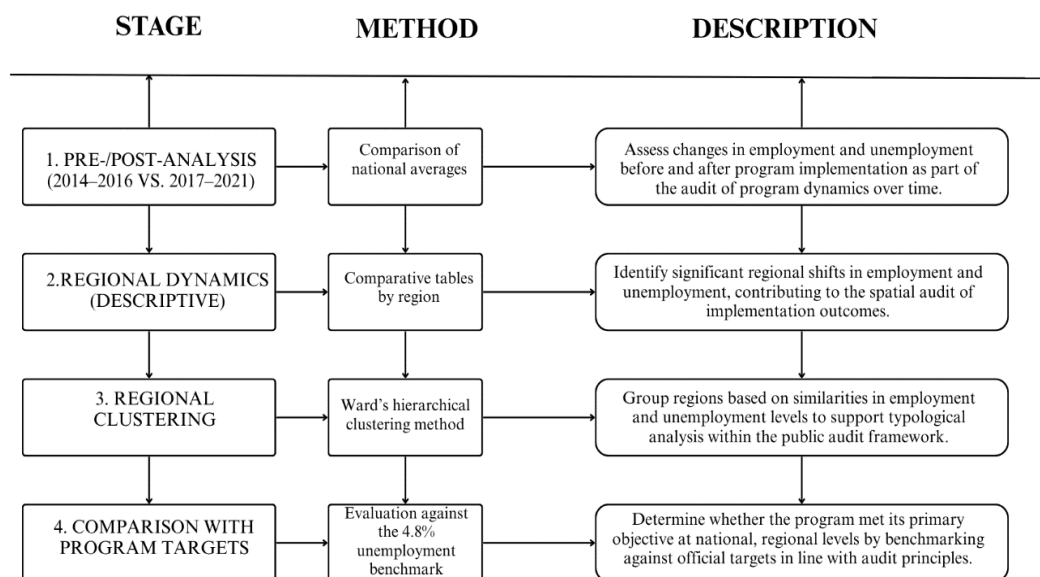 STAGE
METHOD
DESCRIPTION
1. PRE-/POST-ANALYSIS
(2014–2016 VS. 2017–2021)
Comparison of
national averages
Assess changes in employment and unemployment
before and after program implementation as part of
the audit of program dynamics over time.
2.REGIONAL DYNAMICS
(DESCRIPTIVE)
Comparative tables
by region
Identify significant regional shifts in employment and
unemployment, contributing to the spatial audit of
implementation outcomes.
3. REGIONAL
CLUSTERING
Ward's hierarchical
clustering method
Group regions based on similarities in employment
and unemployment levels to support typological
analysis within the public audit framework.
4. COMPARISON WITH
PROGRAM TARGETS
Evaluation against
the 4.8%
unemployment
benchmark
Determine whether the program met its primary
objective at national, regional levels by benchmarking
against official targets in line with audit principles.